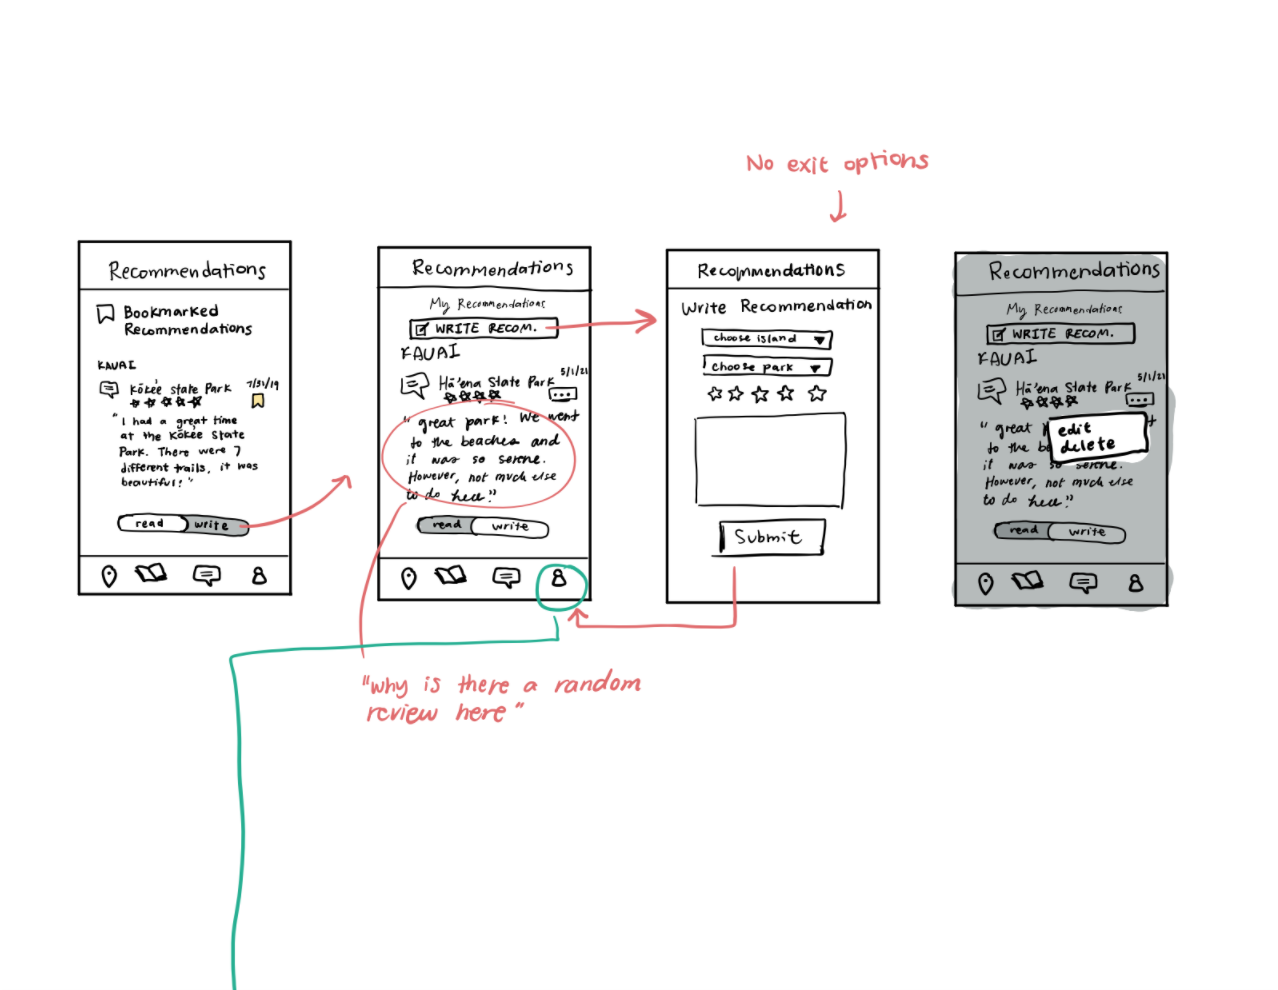 No exit options
Recommendations
Bookmarked
Recommendations
KAUAI
Kōkeé State Park
7/31/19
"I had a great time
at the Kōkeé State
Park. There were 7
different trails, it was
beautiful!"
read
write
Recommendations
My Recommendations
WRITE RECOM.
KAUAI
5/1/21
Hā'ena State Park
"great park! We went
to the beaches and
it was so serene.
However, not much else
to do here."
read
write
"why is there a random
review here"
Recommendations
Write Recommendation
choose island
choose park
Submit
Recommendations
My Recommendations
WRITE RECOM.
KAUAI
5/1/21
Hā'ena State Park
"great
to the
it was so serene.
However, not much else
to do here."
edit
delete
read
write